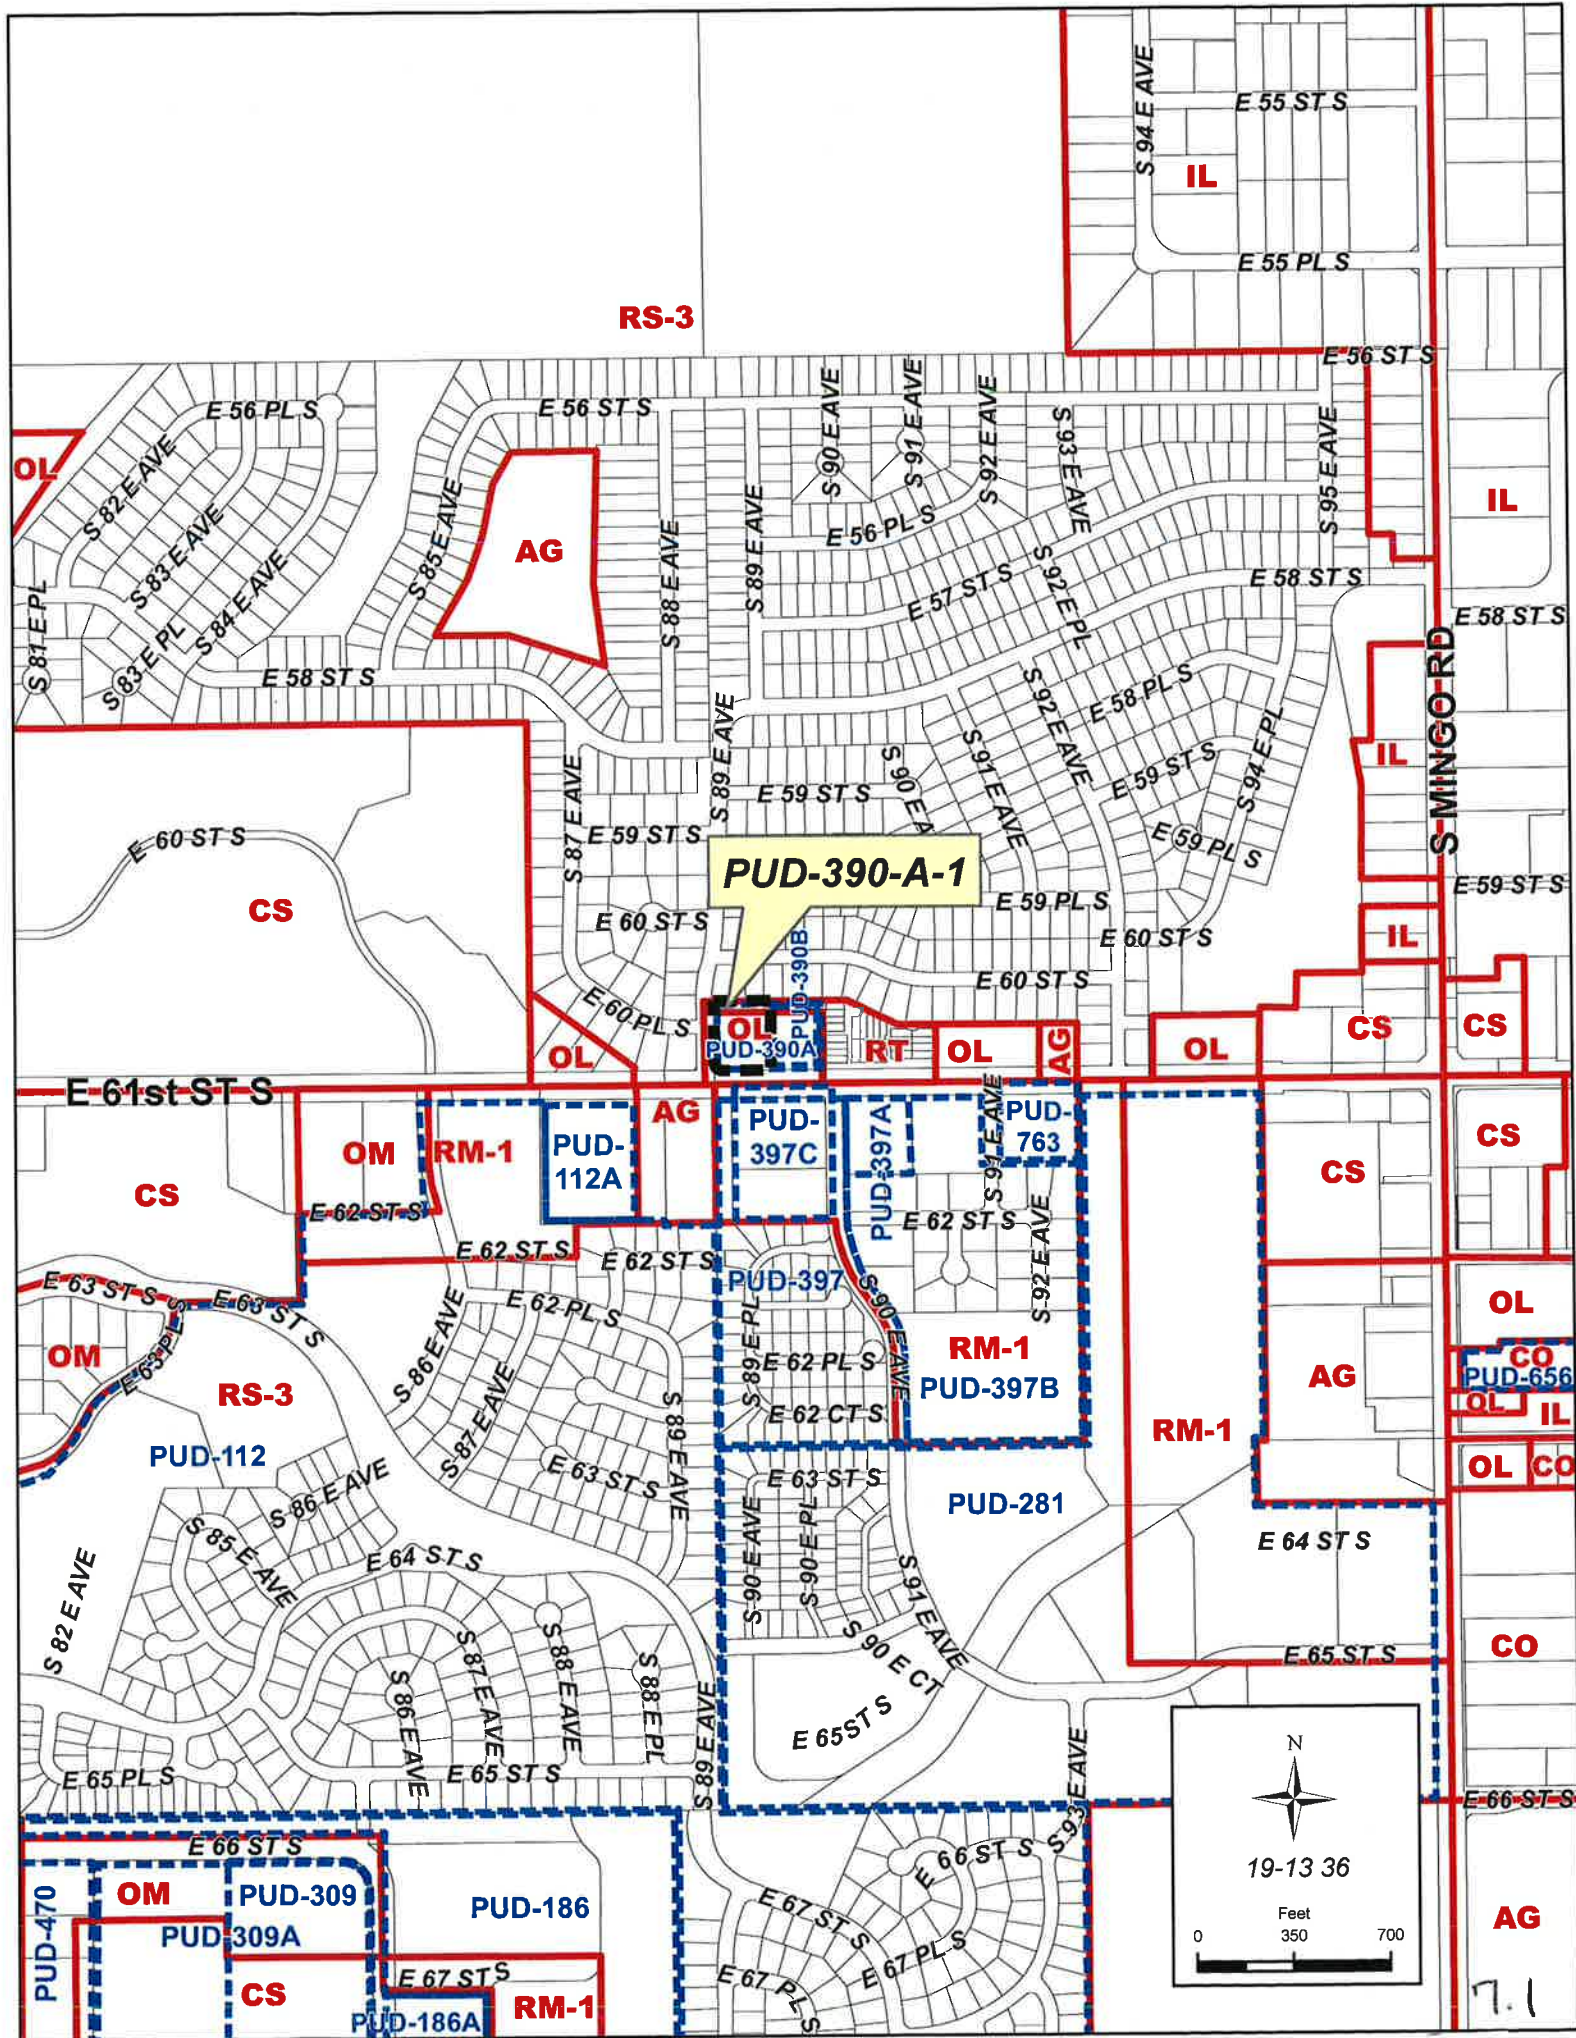 E 55 ST S
S 94 E AVE
IL
E 55 PL S
RS-3
E 56 ST S
E 56 PL S
E 56 ST S
S 90 E AVE
S 91 E AVE
S 92 E AVE
S 93 E AVE
S 95 E AVE
OL
S 82 E AVE
S 83 E AVE
S 84 E AVE
S 85 E AVE
AG
S 88 E AVE
S 89 E AVE
E 56 PL S
E 57 ST S
S 92 E PL
E 58 ST S
IL
E 58 ST S
S 81 E PL
S 83 E PL
E 58 ST S
S 89 E AVE
S 92 E AVE
E 58 PL S
S MINGO RD
IL
S 87 E AVE
E 59 ST S
E 59 ST S
S 90 E A
S 91 E AVE
E 59 ST S
S 94 E PL
E 59 PL S
E 60 ST S
CS
PUD-390-A-1
E 59 PL S
E 59 ST S
E 60 ST S
E 60 ST S
IL
E 60 ST S
E 60 PL S
PUD-390B
OL
PUD-390A
OL
RT
OL
AG
OL
CS
CS
E 61st ST S
OM
RM-1
PUD-
112A
AG
PUD-
397C
PUD-397A
S 91 E AVE
PUD-
763
CS
CS
CS
E 62 ST S
E 62 ST S
E 62 ST S
E 62 ST S
S 92 E AVE
PUD-397
S 90 E AVE
E 63 ST S
E 63 ST S
E 63 PL S
OM
RS-3
PUD-112
S 86 E AVE
E 62 PL S
S 87 E AVE
S 89 E AVE
S 89 E PL
E 62 PL S
E 62 CT S
RM-1
PUD-397B
RM-1
AG
OL
CO
PUD-656
OL
IL
OL
CO
S 86 E AVE
E 63 ST S
E 63 ST S
S 90 E AVE
S 90 E PL
PUD-281
E 64 ST S
S 85 E AVE
E 64 ST S
S 91 E AVE
S 82 E AVE
S 86 E AVE
S 87 E AVE
S 88 E AVE
S 88 E PL
S 89 E AVE
S 90 E CT
E 65 ST S
E 65 ST S
CO
E 65 PL S
E 65 ST S
S 93 E AVE
E 66 ST S
E 66 ST S
E 66 ST S
PUD-470
OM
PUD-309
PUD-309A
PUD-186
CS
E 67 ST S
PUD-186A
RM-1
E 67 ST S
E 67 PL S
E 67 PL S
N
19-13 36
Feet
0 350 700
AG
7.1